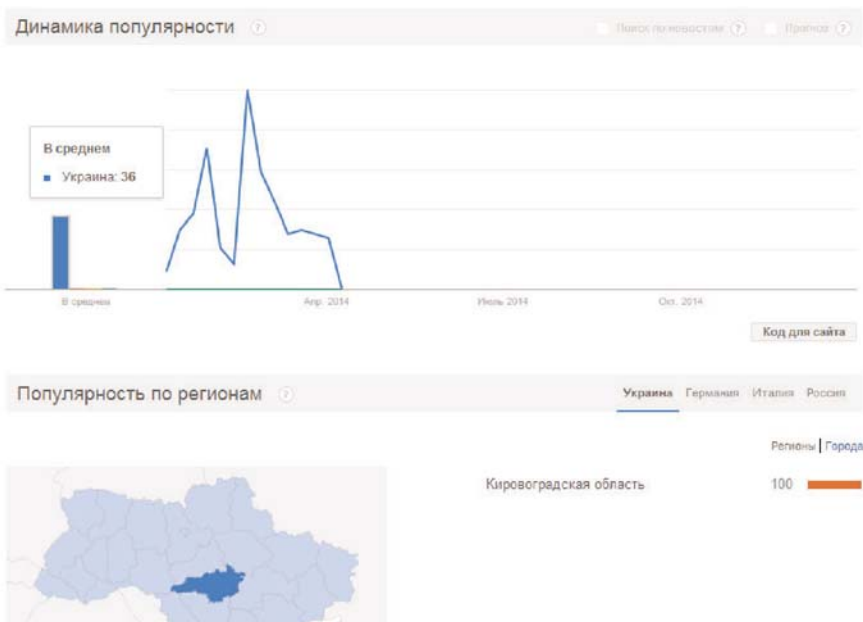 Динамика популярности ?
Поиск по новостям ? Прогноз ?
В среднем
Украина: 36
В среднем Апр. 2014 Июль 2014 Окт. 2014
Код для сайта
Популярность по регионам ?
Украина Германия Италия Россия
Регионы | Города
Кировоградская область 100